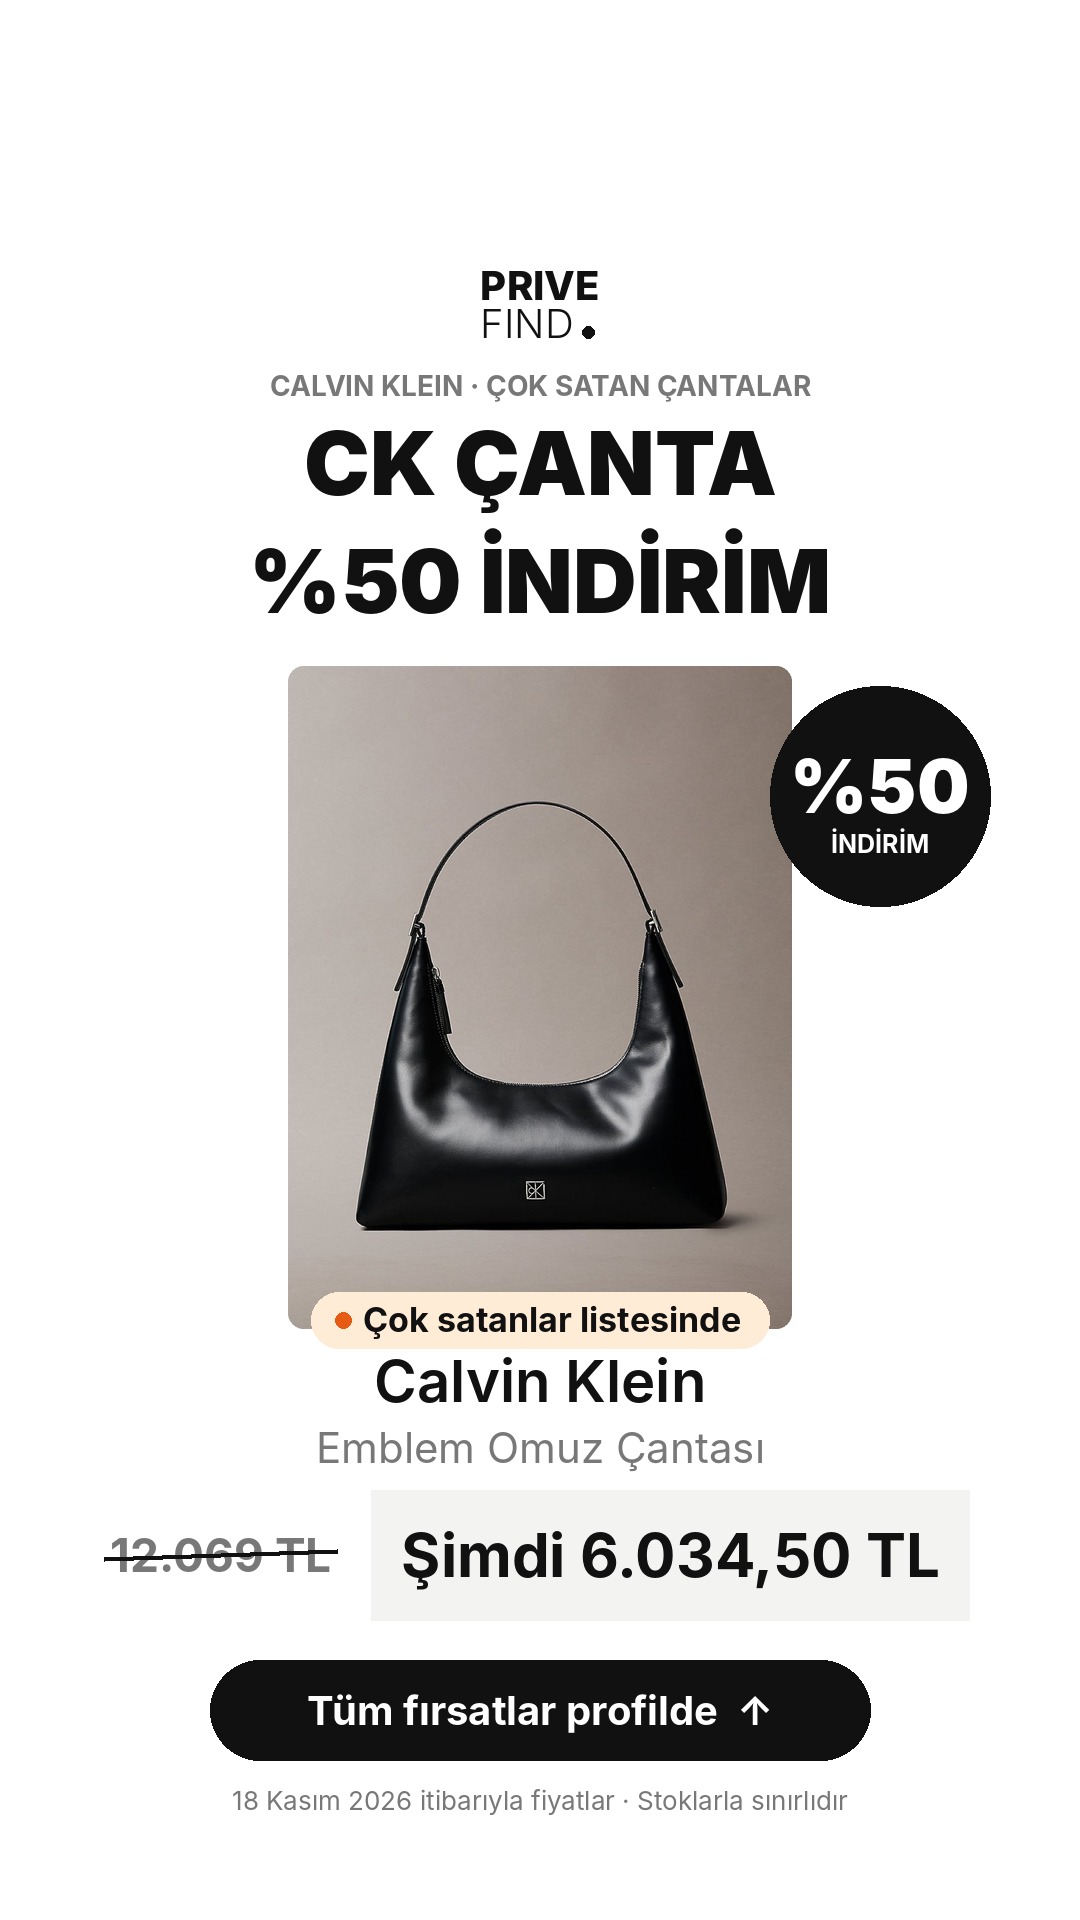 PRIVE
FIND.
CALVIN KLEIN · ÇOK SATAN ÇANTALAR
CK ÇANTA
%50 İNDİRİM
%50
İNDİRİM
Çok satanlar listesinde
Calvin Klein
Emblem Omuz Çantası
12.069 TL
Şimdi 6.034,50 TL
Tüm fırsatlar profilde ↑
18 Kasım 2026 itibarıyla fiyatlar · Stoklarla sınırlıdır